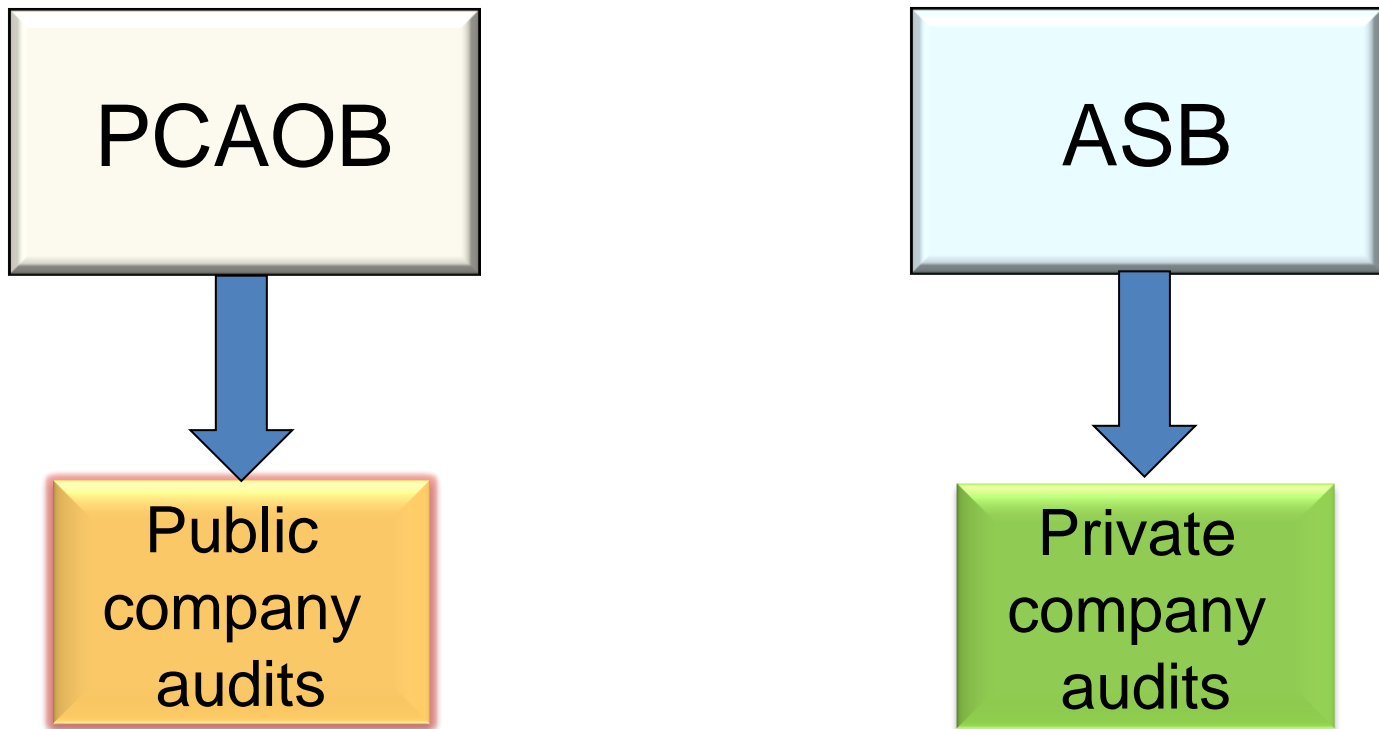 PCAOB
ASB
Public
company
audits
Private
company
audits